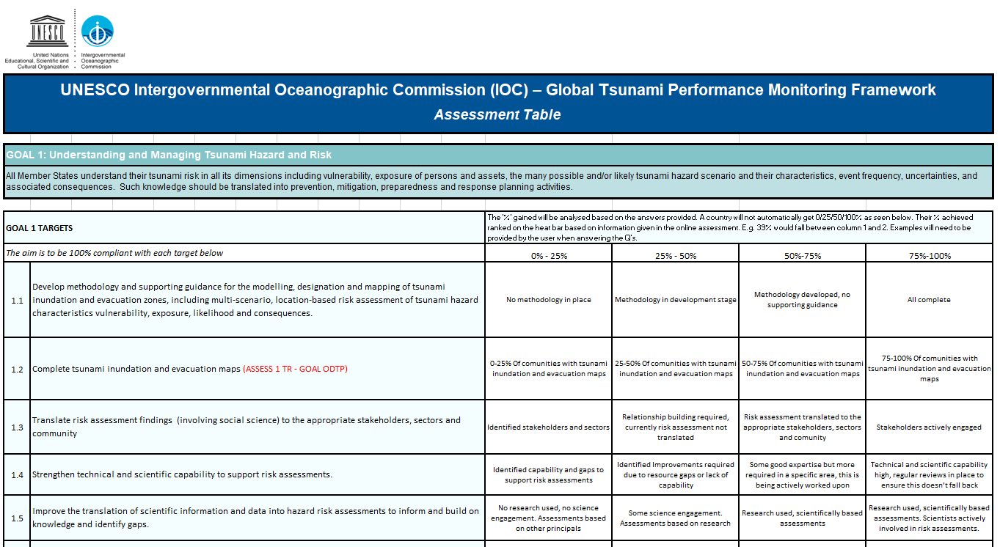 UNESCO
United Nations
Educational, Scientific and
Cultural Organization
Intergovernmental
Oceanographic
Commission
UNESCO Intergovernmental Oceanographic Commission (IOC) – Global Tsunami Performance Monitoring Framework
Assessment Table
GOAL 1: Understanding and Managing Tsunami Hazard and Risk
All Member States understand their tsunami risk in all its dimensions including vulnerability, exposure of persons and assets, the many possible and/or likely tsunami hazard scenario and their characteristics, event frequency, uncertainties, and
associated consequences.  Such knowledge should be translated into prevention, mitigation, preparedness and response planning activities.
GOAL 1 TARGETS
The '%' gained will be analysed based on the answers provided. A country will not automatically get 0/25/50/100% as seen below. Their % achieved
ranked on the heat bar based on information given in the online assessment. E.g. 39% would fall between column 1 and 2. Examples will need to be
provided by the user when answering the Q's.
The aim is to be 100% compliant with each target below
0% - 25%
25% - 50%
50%-75%
75%-100%
1.1
Develop methodology and supporting guidance for the modelling, designation and mapping of tsunami
inundation and evacuation zones, including multi-scenario, location-based risk assessment of tsunami hazard
characteristics vulnerability, exposure, likelihood and consequences.
No methodology in place
Methodology in development stage
Methodology developed, no
supporting guidance
All complete
1.2
Complete tsunami inundation and evacuation maps (ASSESS 1 TR - GOAL ODTP)
0-25% Of comunities with tsunami
inundation and evacuation maps
25-50% Of comunities with tsunami
inundation and evacuation maps
50-75% Of comunities with tsunami
inundation and evacuation maps
75-100% Of comunities with
tsunami inundation and evacuation
maps
1.3
Translate risk assessment findings  (involving social science) to the appropriate stakeholders, sectors and
community
Identified stakeholders and sectors
Relationship building required,
currently risk assessment not
translated
Risk assessment translated to the
appropriate stakeholders, sectors
and comunity
Stakeholders actively engaged
1.4
Strengthen technical and scientific capability to support risk assessments.
Identified capability and gaps to
support risk assessments
Identified Improvements required
due to resource gaps or lack of
capability
Some good expertise but more
required in a specific area, this is
being actively worked upon
Technical and scientific capability
high, regular reviews in place to
ensure this doesn't fall back
1.5
Improve the translation of scientific information and data into hazard risk assessments to inform and build on
knowledge and identify gaps.
No research used, no science
engagement. Assessments based
on other principals
Some science engagement.
Assessments based on research
Research used, scientifically based
assessments
Research used, scientifically based
assessments. Scientists actively
involved in risk assessments.